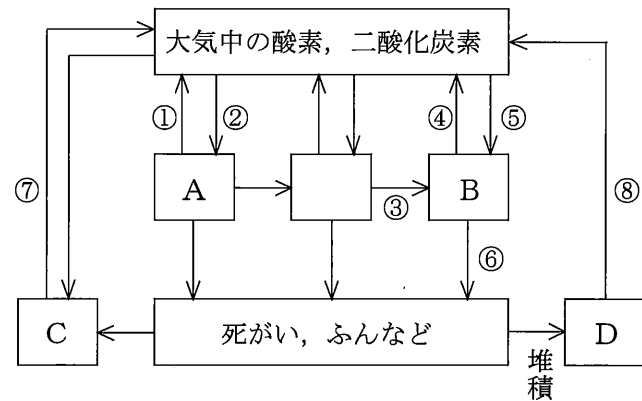 大気中の酸素，二酸化炭素
① ② ④ ⑤
⑦ A B ⑧
③
⑥
C 死がい，ふんなど D
堆積